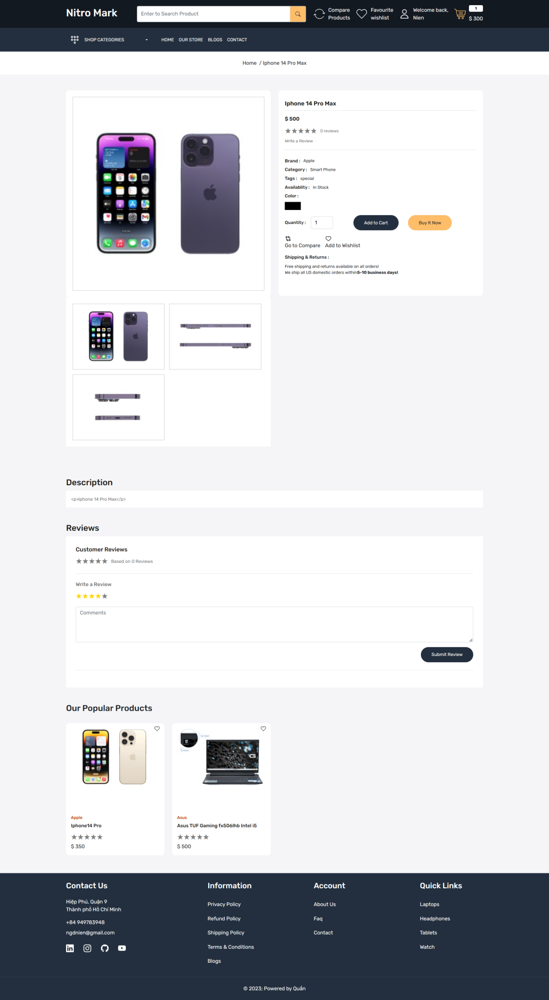 Nitro Mark
Enter to Search Product
Compare
Products
Favourite
wishlist
Welcome back,
Nien
1
$ 300
SHOP CATEGORIES
HOME
OUR STORE
BLOGS
CONTACT
Home / Iphone 14 Pro Max
Iphone 14 Pro Max
$ 500
0 reviews
Write a Review
Brand : Apple
Category : Smart Phone
Tags : special
Availablity : In Stock
Color :
Quantity : 1
Add to Cart
Buy It Now
Go to Compare
Add to Wishlist
Shipping & Returns :
Free shipping and returns available on all orders!
We ship all US domestic orders within5-10 business days!
Description
<p>Iphone 14 Pro Max</p>
Reviews
Customer Reviews
Based on 0 Reviews
Write a Review
Comments
Submit Review
Our Popular Products
14 mm
6 mm
Apple
Iphone14 Pro
$ 350
Asus
Asus TUF Gaming fx506lhb Intel i5
$ 500
Contact Us
Hiệp Phú, Quận 9
Thành phố Hồ Chí Minh
+84 949783948
ngdnien@gmail.com
Information
Privacy Policy
Refund Policy
Shipping Policy
Terms & Conditions
Blogs
Account
About Us
Faq
Contact
Quick Links
Laptops
Headphones
Tablets
Watch
© 2023; Powered by Quẩn